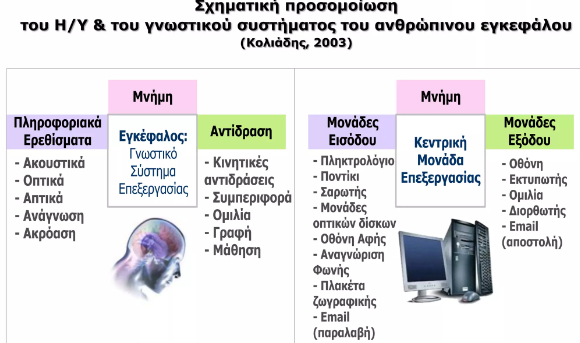 Σχηματική προσομοίωση
του Η/Υ & του γνωστικού συστήματος του ανθρώπινου εγκεφάλου
(Κολιάδης, 2003)
Μνήμη
Πληροφοριακά
Ερεθίσματα
- Ακουστικά
- Οπτικά
- Απτικά
- Ανάγνωση
- Ακρόαση
Εγκέφαλος:
Γνωστικό
Σύστημα
Επεξεργασίας
Αντίδραση
- Κινητικές
αντιδράσεις
- Συμπεριφορά
- Ομιλία
- Γραφή
- Μάθηση
Μνήμη
Μονάδες
Εισόδου
- Πληκτρολόγιο
- Ποντίκι
- Σαρωτής
- Μονάδες
οπτικών δίσκων
- Οθόνη Αφής
- Αναγνώριση
Φωνής
- Πλακέτα
ζωγραφικής
- Email
(παραλαβή)
Κεντρική
Μονάδα
Επεξεργασίας
Μονάδες
Εξόδου
- Οθόνη
- Εκτυπωτής
- Ομιλία
- Διορθωτής
- Email
(αποστολή)